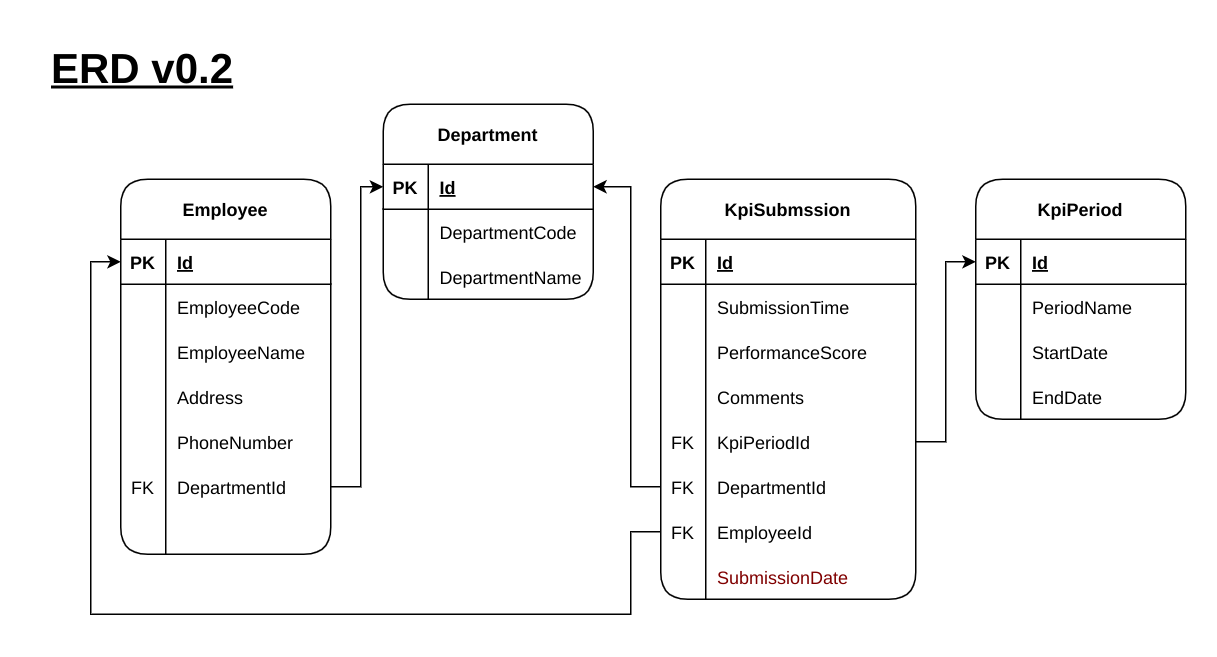 ERD v0.2
Department
PK Id
DepartmentCode
DepartmentName
Employee
PK Id
EmployeeCode
EmployeeName
Address
PhoneNumber
FK DepartmentId
KpiSubmssion
PK Id
SubmissionTime
PerformanceScore
Comments
FK KpiPeriodId
FK DepartmentId
FK EmployeeId
SubmissionDate
KpiPeriod
PK Id
PeriodName
StartDate
EndDate